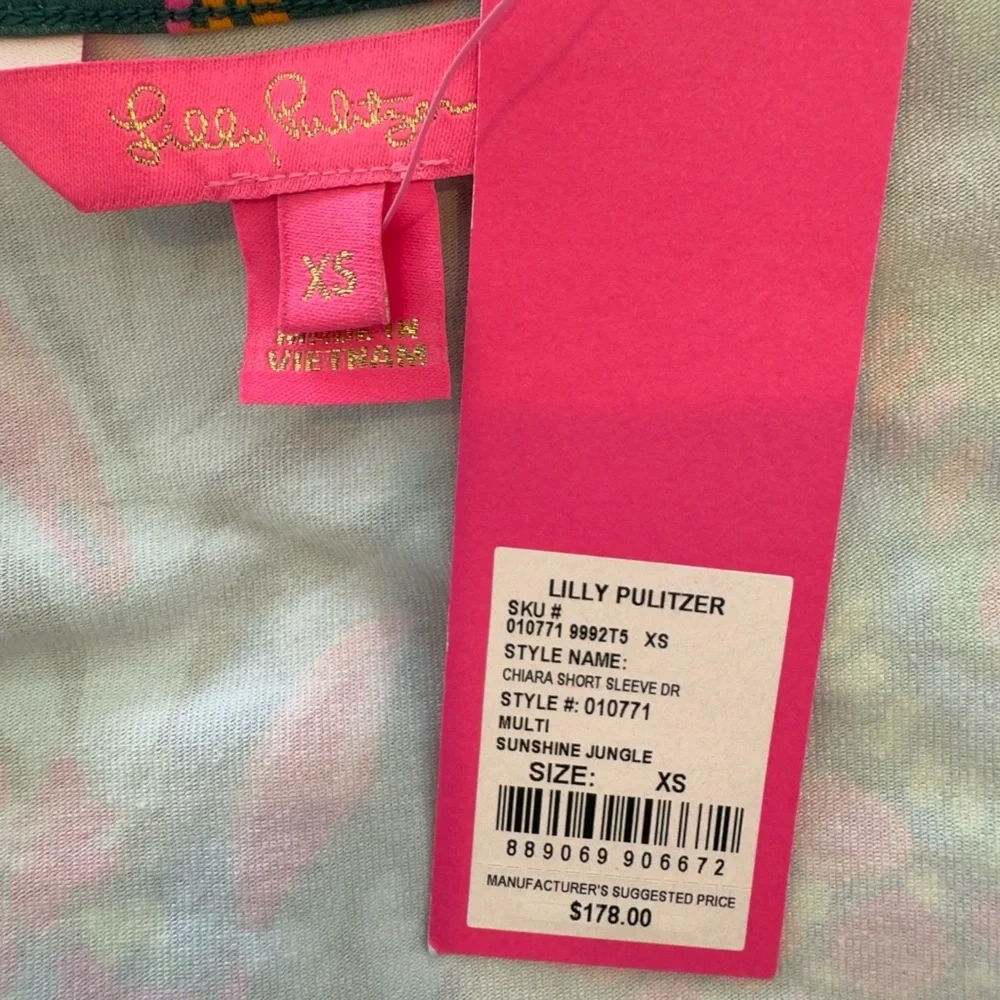 Lilly Pulitzer
XS
MADE IN
VIETNAM
LILLY PULITZER
SKU #
010771 9992T5 XS
STYLE NAME:
CHIARA SHORT SLEEVE DR
STYLE #: 010771
MULTI
SUNSHINE JUNGLE
SIZE: XS
889069 906672
MANUFACTURER'S SUGGESTED PRICE
$178.00